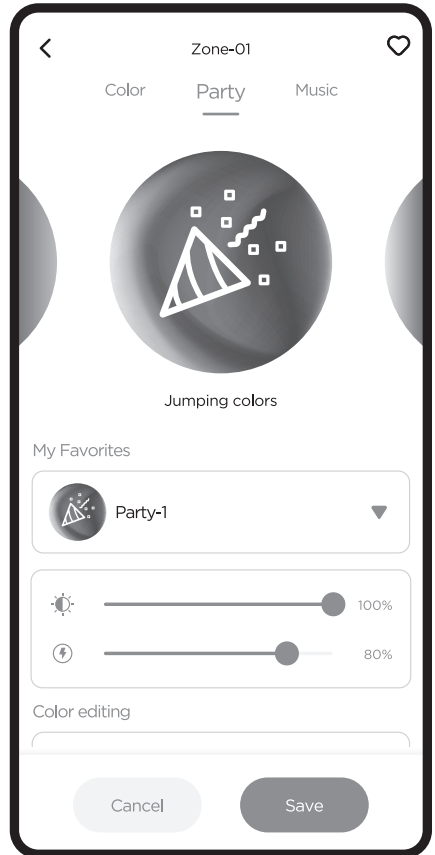 Zone-01
Color Party Music
Jumping colors
My Favorites
Party-1
100%
80%
Color editing
Cancel Save